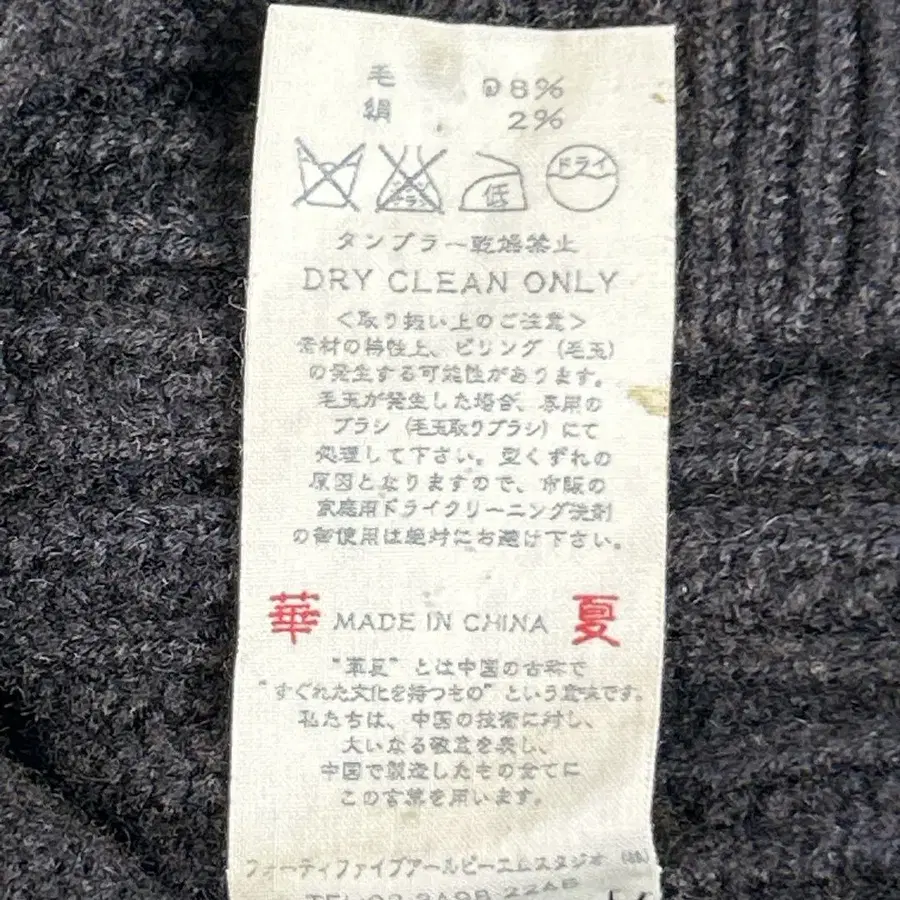 毛 98%
絹 2%
エンソ
サラシ
低
ドライ
タンブラー乾燥禁止
DRY CLEAN ONLY
<取り扱い上のご注意>
素材の特性上、ピリング(毛玉)
の発生する可能性があります。
毛玉が発生した場合、専用の
ブラシ(毛玉取りブラシ)にて
処理して下さい。型くずれの
原因となりますので、市販の
家庭用ドライクリーニング洗剤
の御使用は絶対にお避け下さい。
華 MADE IN CHINA 夏
"華夏"とは中国の古称で
"すぐれた文化を持つもの"という意味です。
私たちは、中国の技術に対し、
大いなる敬意を表し、
中国で製造したもの全てに
この言葉を用います。
フォーティファイブアールピーエムスタジオ(株)